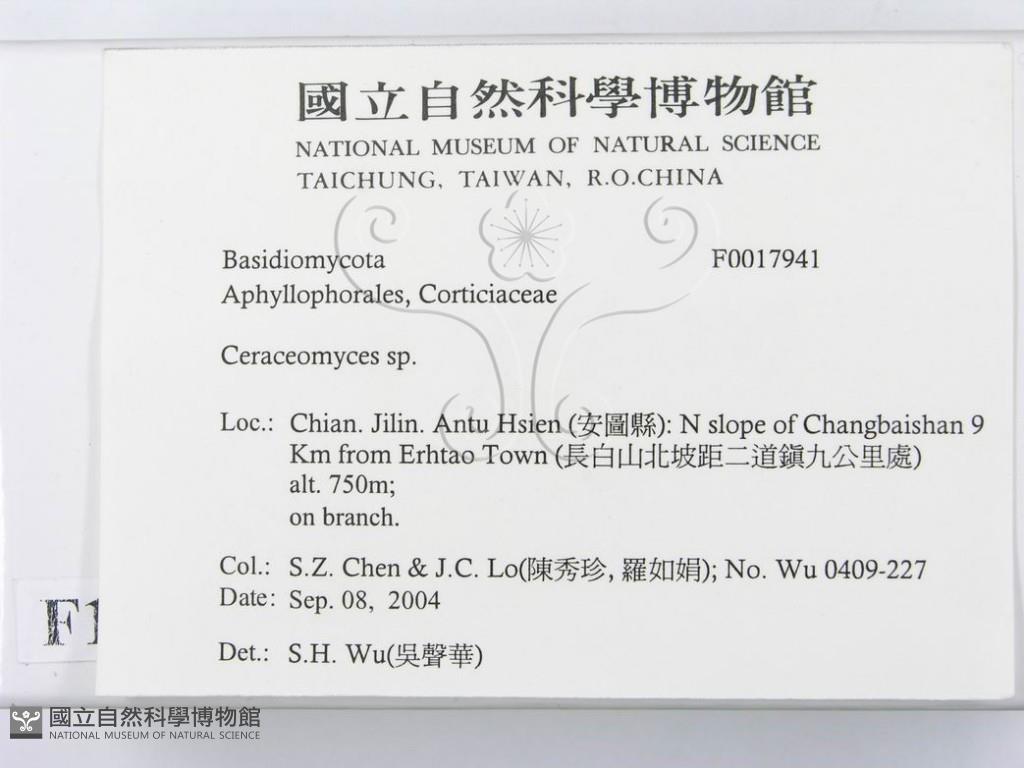 國立自然科學博物館
NATIONAL MUSEUM OF NATURAL SCIENCE
TAICHUNG, TAIWAN, R.O.CHINA
Basidiomycota F0017941
Aphyllophorales, Corticiaceae
Ceraceomyces sp.
Loc.: Chian. Jilin. Antu Hsien (安圖縣): N slope of Changbaishan 9
Km from Erhtao Town (長白山北坡距二道鎮九公里處)
alt. 750m;
on branch.
Col.: S.Z. Chen & J.C. Lo(陳秀珍, 羅如娟); No. Wu 0409-227
Date: Sep. 08, 2004
Det.: S.H. Wu(吳聲華)
F1
國立自然科學博物館
NATIONAL MUSEUM OF NATURAL SCIENCE